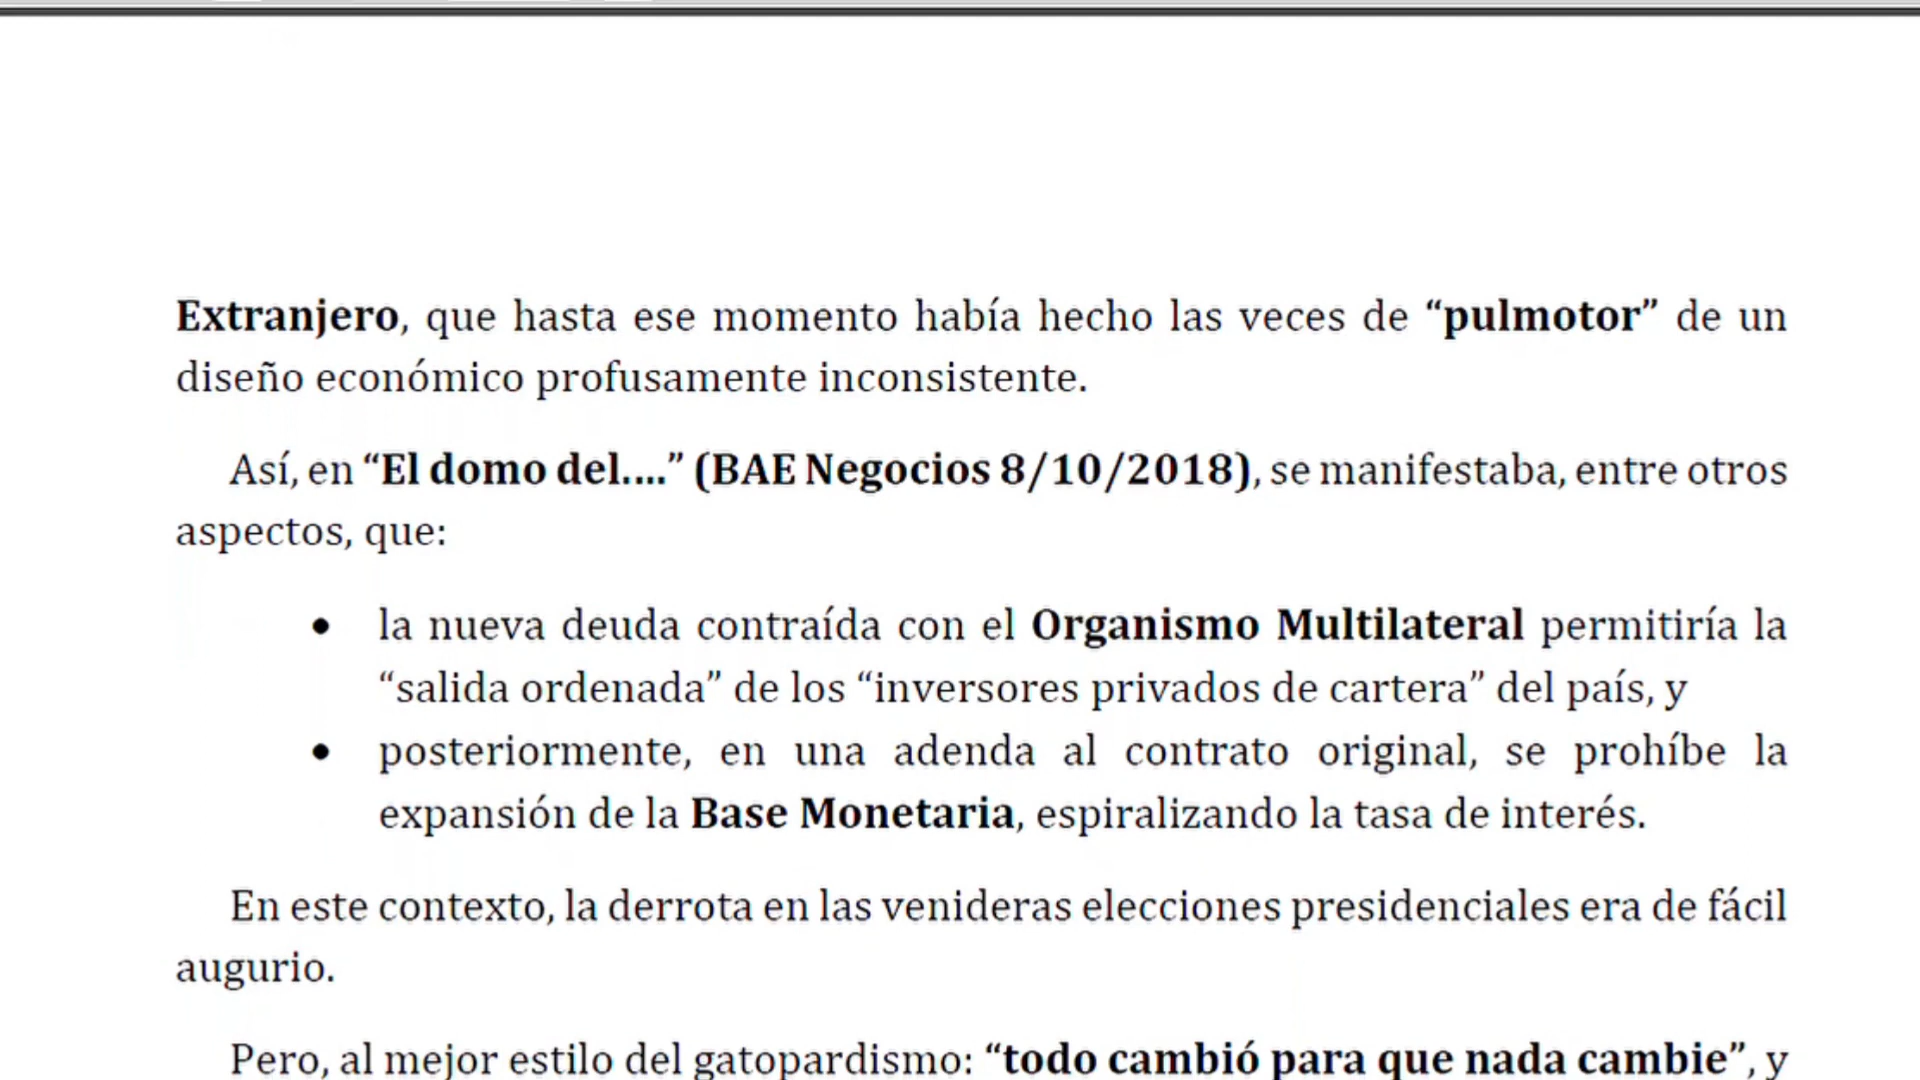 Extranjero, que hasta ese momento había hecho las veces de “pulmotor” de un
diseño económico profusamente inconsistente.
Así, en “El domo del....” (BAE Negocios 8/10/2018), se manifestaba, entre otros
aspectos, que:
• la nueva deuda contraída con el Organismo Multilateral permitiría la
“salida ordenada” de los “inversores privados de cartera” del país, y
• posteriormente, en una adenda al contrato original, se prohíbe la
expansión de la Base Monetaria, espiralizando la tasa de interés.
En este contexto, la derrota en las venideras elecciones presidenciales era de fácil
augurio.
Pero, al mejor estilo del gatopardismo: “todo cambió para que nada cambie”, y